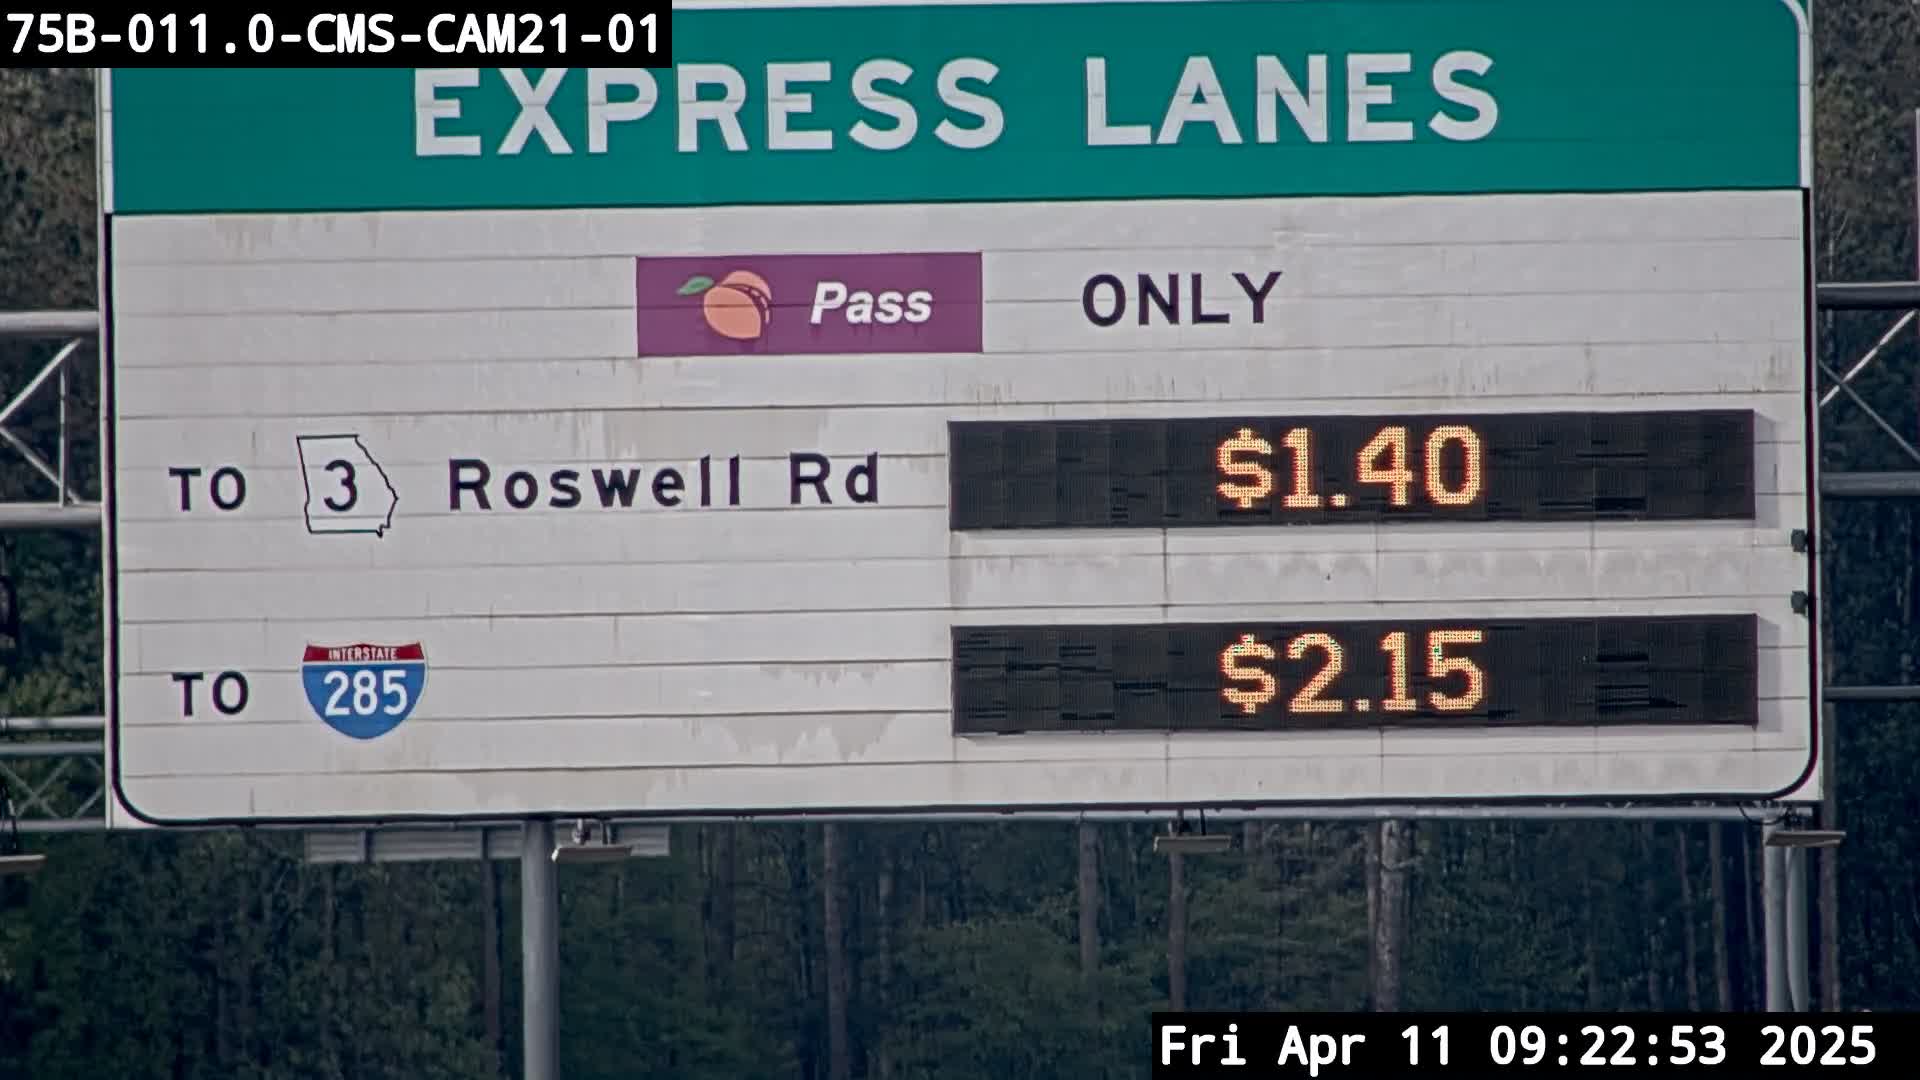 75B-011.0-CMS-CAM21-01
EXPRESS LANES
Pass ONLY
TO 3 Roswell Rd $1.40
INTERSTATE
TO 285 $2.15
Fri Apr 11 09:22:53 2025